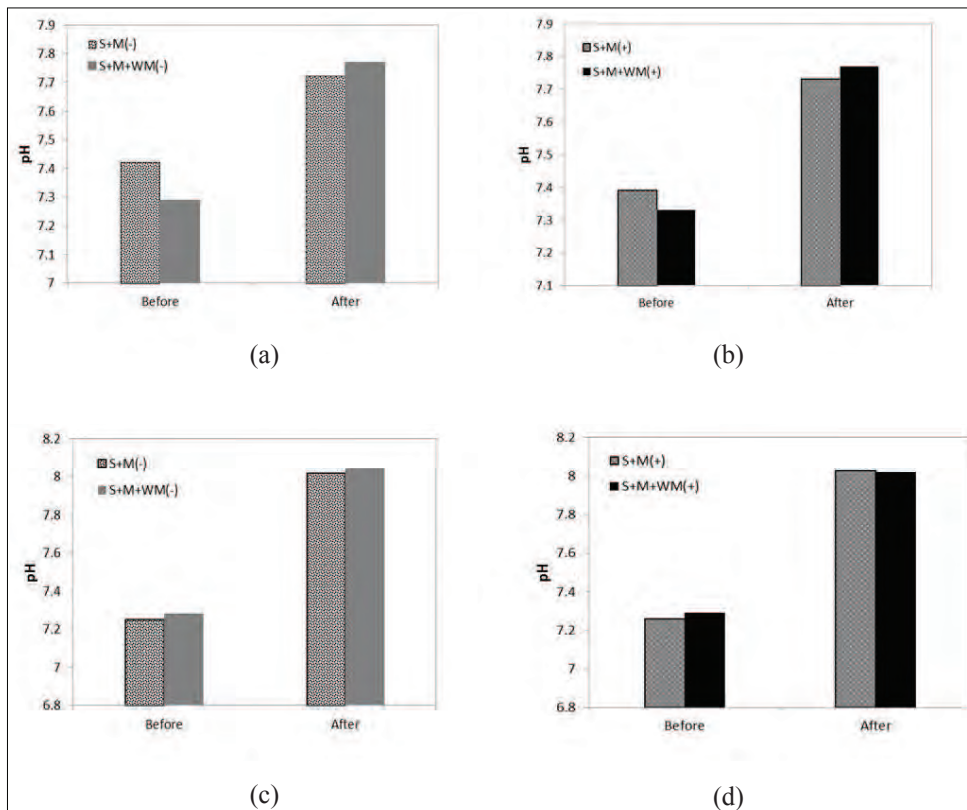 7.9
7.8
7.7
7.6
7.5
7.4
7.3
7.2
7.1
7
pH
S+M(-)
S+M+WM(-)
Before
After
(a)
7.9
7.8
7.7
7.6
7.5
7.4
7.3
7.2
7.1
pH
S+M(+)
S+M+WM(+)
Before
After
(b)
8.2
8
7.8
7.6
7.4
7.2
7
6.8
pH
S+M(-)
S+M+WM(-)
Before
After
(c)
8.2
8
7.8
7.6
7.4
7.2
7
6.8
pH
S+M(+)
S+M+WM(+)
Before
After
(d)